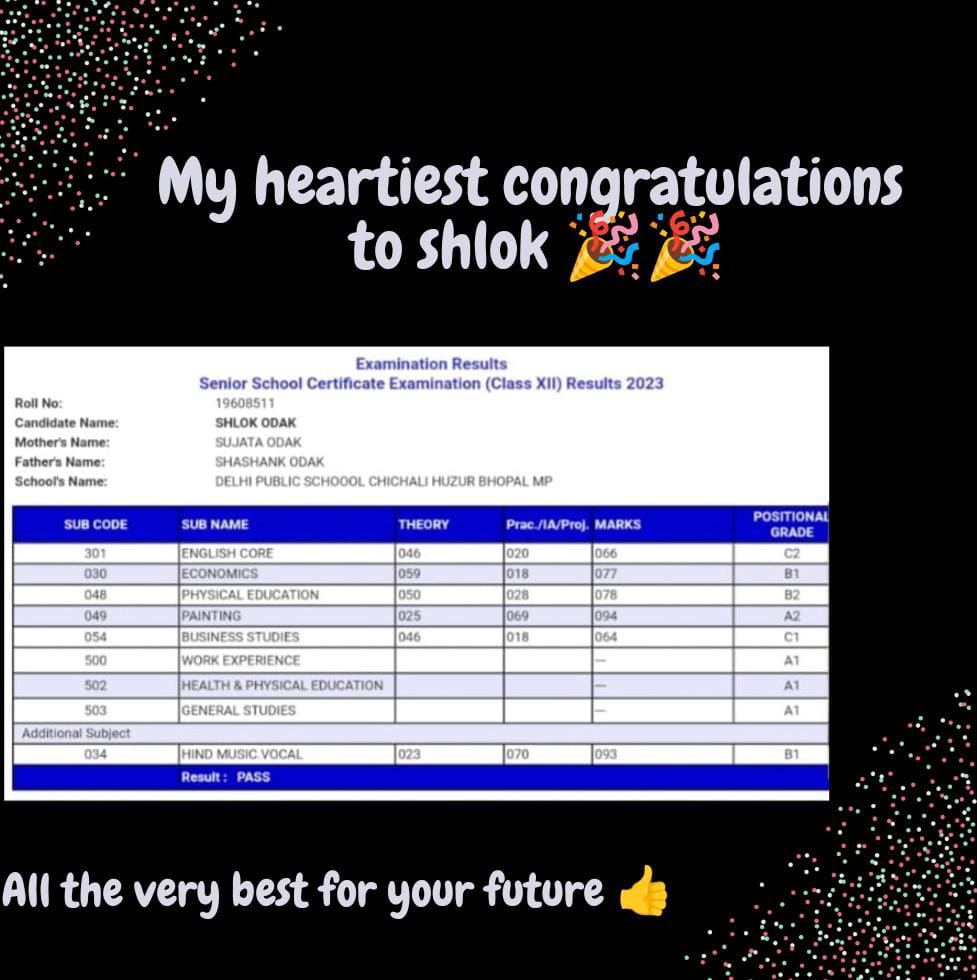 My heartiest congratulations
to shlok 🎉 🎉
Examination Results
Senior School Certificate Examination (Class XII) Results 2023
Roll No: 19608511
Candidate Name: SHLOK ODAK
Mother's Name: SUJATA ODAK
Father's Name: SHASHANK ODAK
School's Name: DELHI PUBLIC SCHOOOL CHICHALI HUZUR BHOPAL MP
SUB CODE SUB NAME THEORY Prac./IA/Proj. MARKS POSITIONAL GRADE
301 ENGLISH CORE 046 020 066 C2
030 ECONOMICS 059 018 077 B1
048 PHYSICAL EDUCATION 050 028 078 B2
049 PAINTING 025 069 094 A2
054 BUSINESS STUDIES 046 018 064 C1
500 WORK EXPERIENCE --- A1
502 HEALTH & PHYSICAL EDUCATION --- A1
503 GENERAL STUDIES --- A1
Additional Subject
034 HIND MUSIC.VOCAL 023 070 093 B1
Result : PASS
All the very best for your future 👍